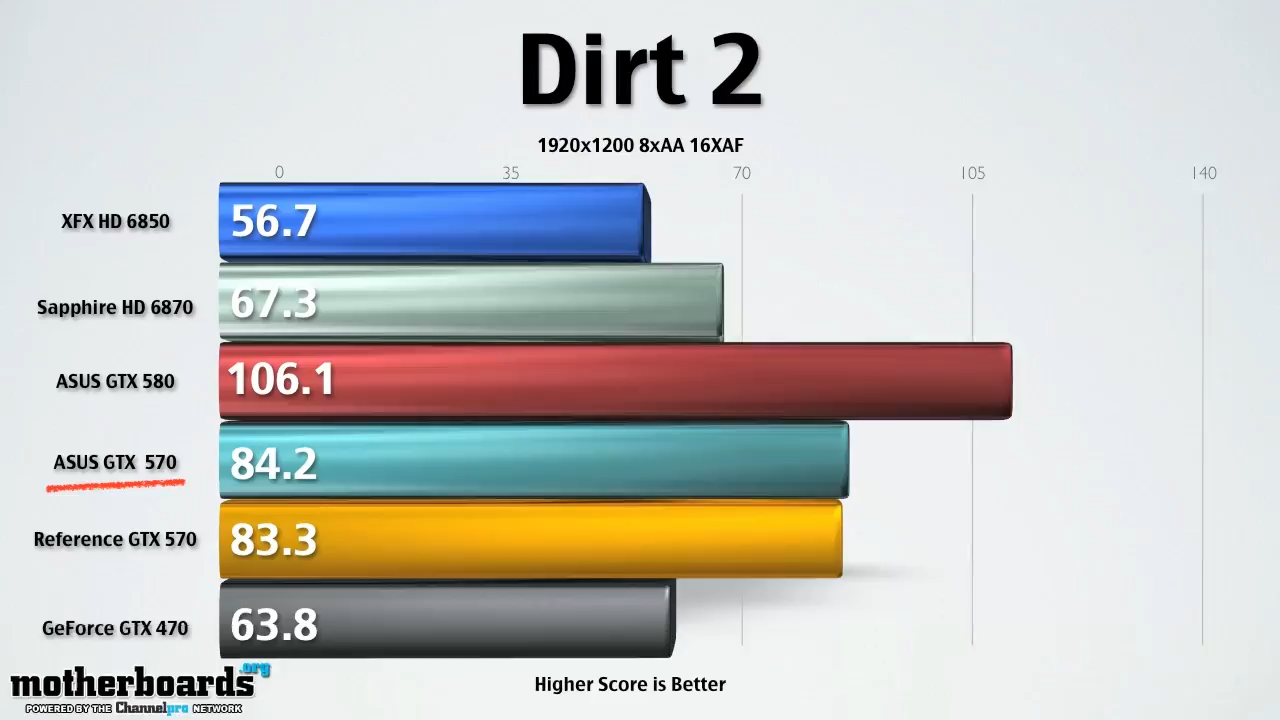 Dirt 2
1920x1200 8xAA 16XAF
0 35 70 105 140
XFX HD 6850 56.7
Sapphire HD 6870 67.3
ASUS GTX 580 106.1
ASUS GTX 570 84.2
Reference GTX 570 83.3
GeForce GTX 470 63.8
Higher Score is Better
motherboards.org
POWERED BY THE Channelpro NETWORK